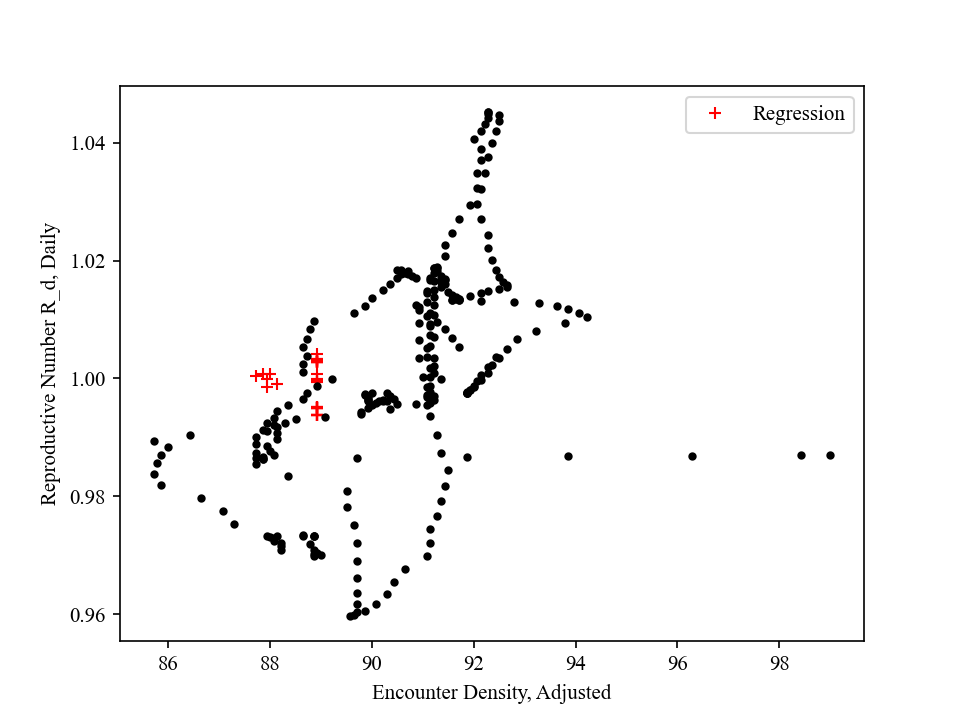 Regression
1.04
1.02
1.00
0.98
0.96
Reproductive Number R_d, Daily
86 88 90 92 94 96 98
Encounter Density, Adjusted